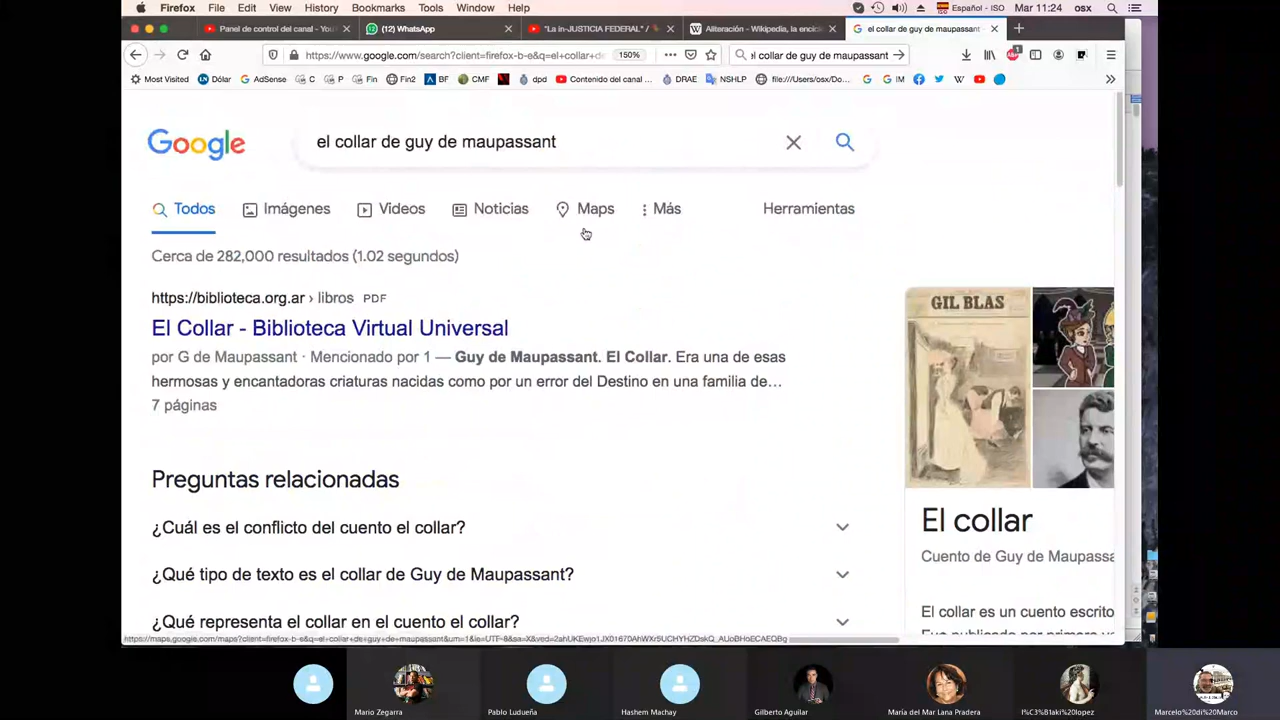 Firefox File Edit View History Bookmarks Tools Window Help Español - ISO Mar 11:24 osx
Panel de control del canal - You (12) WhatsApp "La in-JUSTICIA FEDERAL" / Aliteración - Wikipedia, la encic el collar de guy de maupassant -
https://www.google.com/search?client=firefox-b-e&q=el+collar+d 150% el collar de guy de maupassant
Most Visited Dólar AdSense C P Fin Fin2 BF CMF dpd Contenido del canal ... DRAE NSHLP file:///Users/osx/Do... G IM
Google
el collar de guy de maupassant
Todos Imágenes Videos Noticias Maps Más Herramientas
Cerca de 282,000 resultados (1.02 segundos)
https://biblioteca.org.ar › libros PDF
El Collar - Biblioteca Virtual Universal
por G de Maupassant · Mencionado por 1 — Guy de Maupassant. El Collar. Era una de esas
hermosas y encantadoras criaturas nacidas como por un error del Destino en una familia de...
7 páginas
GIL BLAS
Preguntas relacionadas
¿Cuál es el conflicto del cuento el collar?
¿Qué tipo de texto es el collar de Guy de Maupassant?
¿Qué representa el collar en el cuento el collar?
El collar
Cuento de Guy de Maupassa
El collar es un cuento escrito
Mario Zegarra Pablo Ludueña Hashem Machay Gilberto Aguilar María del Mar Lana Pradera I%C3%81aki lopez Marcelo%20di%20Marco